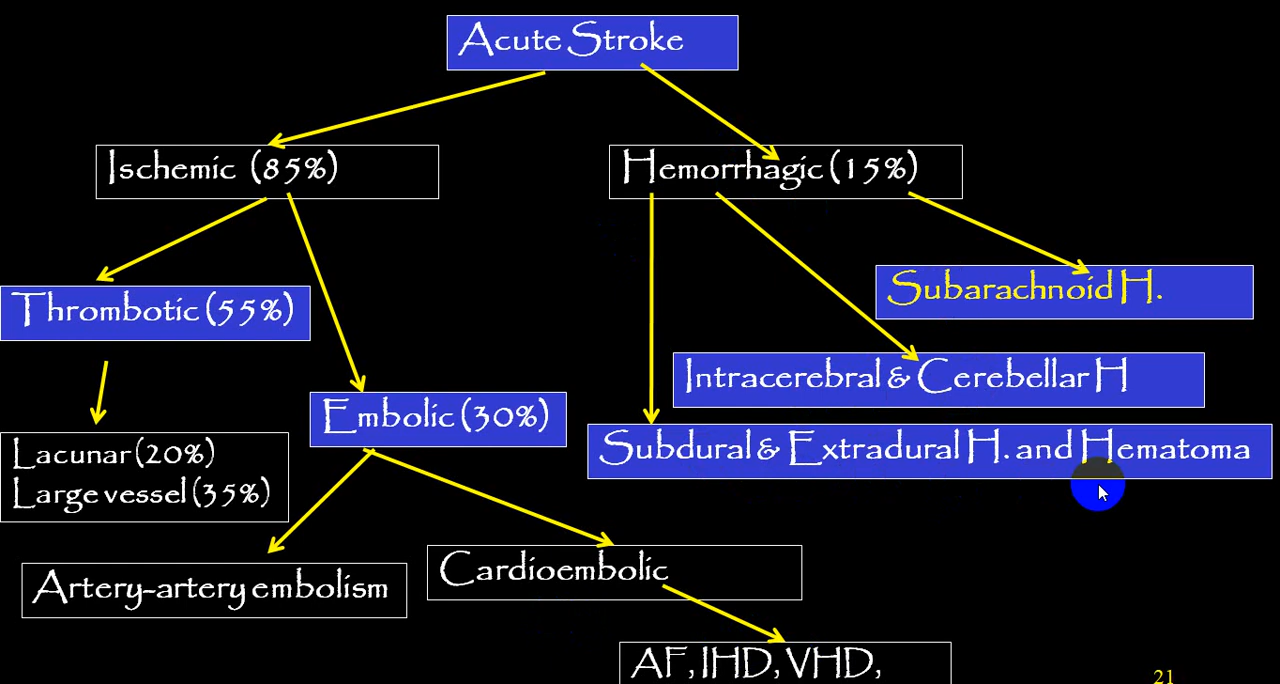 Acute Stroke
Ischemic (85%)
Hemorrhagic (15%)
Subarachnoid H.
Thrombotic (55%)
Intracerebral & Cerebellar H
Embolic (30%)
Subdural & Extradural H. and Hematoma
Lacunar (20%)
Large vessel (35%)
Artery-artery embolism
Cardioembolic
AF, IHD, VHD,
21